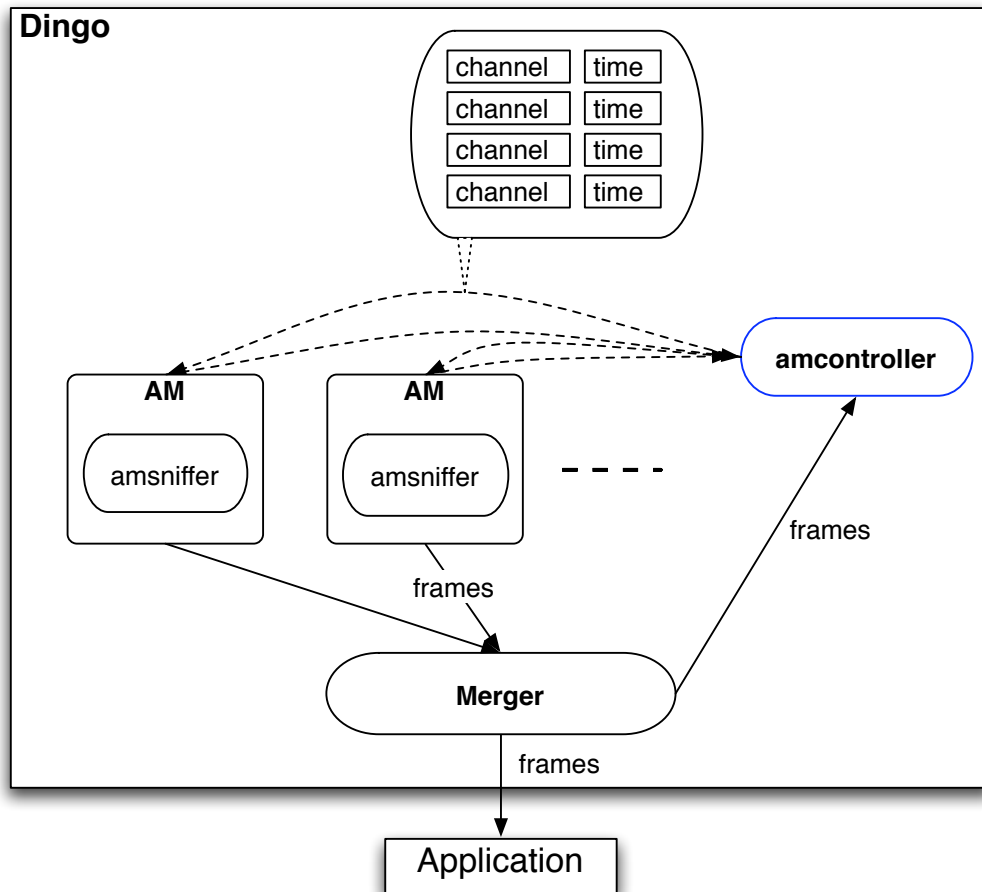 Dingo
channel time
channel time
channel time
channel time
amcontroller
AM
AM
amsniffer
amsniffer
frames
frames
Merger
frames
Application